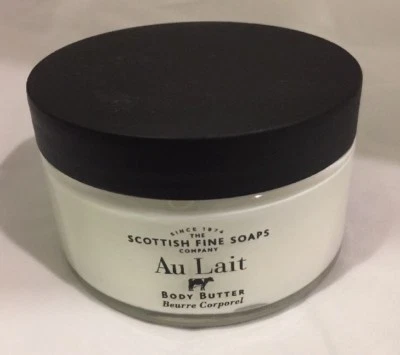 SINCE 1974
THE
SCOTTISH FINE SOAPS
COMPANY
Au Lait
BODY BUTTER
Beurre Corporel